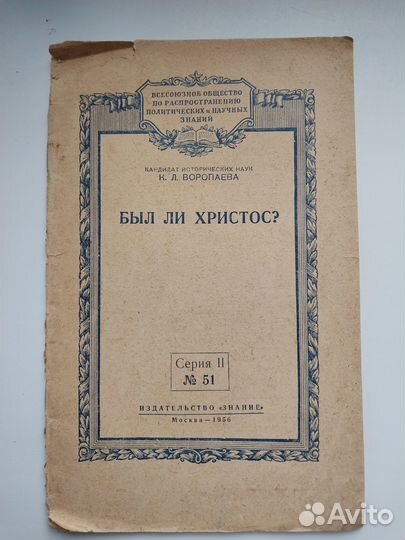 ВСЕСОЮЗНОЕ ОБЩЕСТВО
ПО РАСПРОСТРАНЕНИЮ
ПОЛИТИЧЕСКИХ и НАУЧНЫХ
ЗНАНИЙ
КАНДИДАТ ИСТОРИЧЕСКИХ НАУК
К. Л. ВОРОПАЕВА
БЫЛ ЛИ ХРИСТОС?
Серия II
№ 51
ИЗДАТЕЛЬСТВО «ЗНАНИЕ»
Москва—1956
Avito